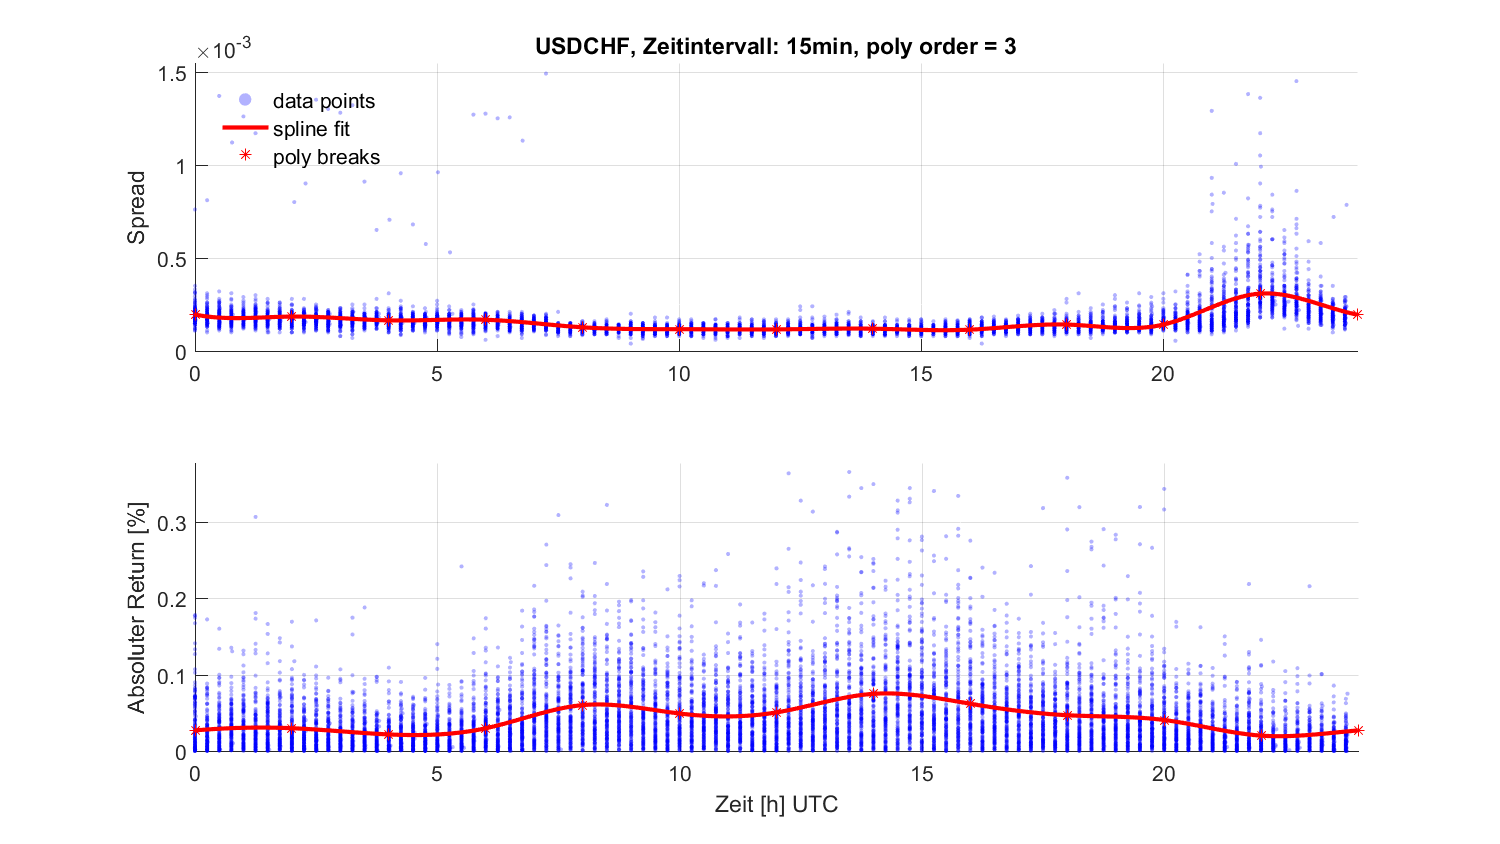 ×10-3
USDCHF, Zeitintervall: 15min, poly order = 3
1.5
1
0.5
0
Spread
data points
spline fit
poly breaks
0 5 10 15 20
0.3
0.2
0.1
0
Absoluter Return [%]
0 5 10 15 20
Zeit [h] UTC